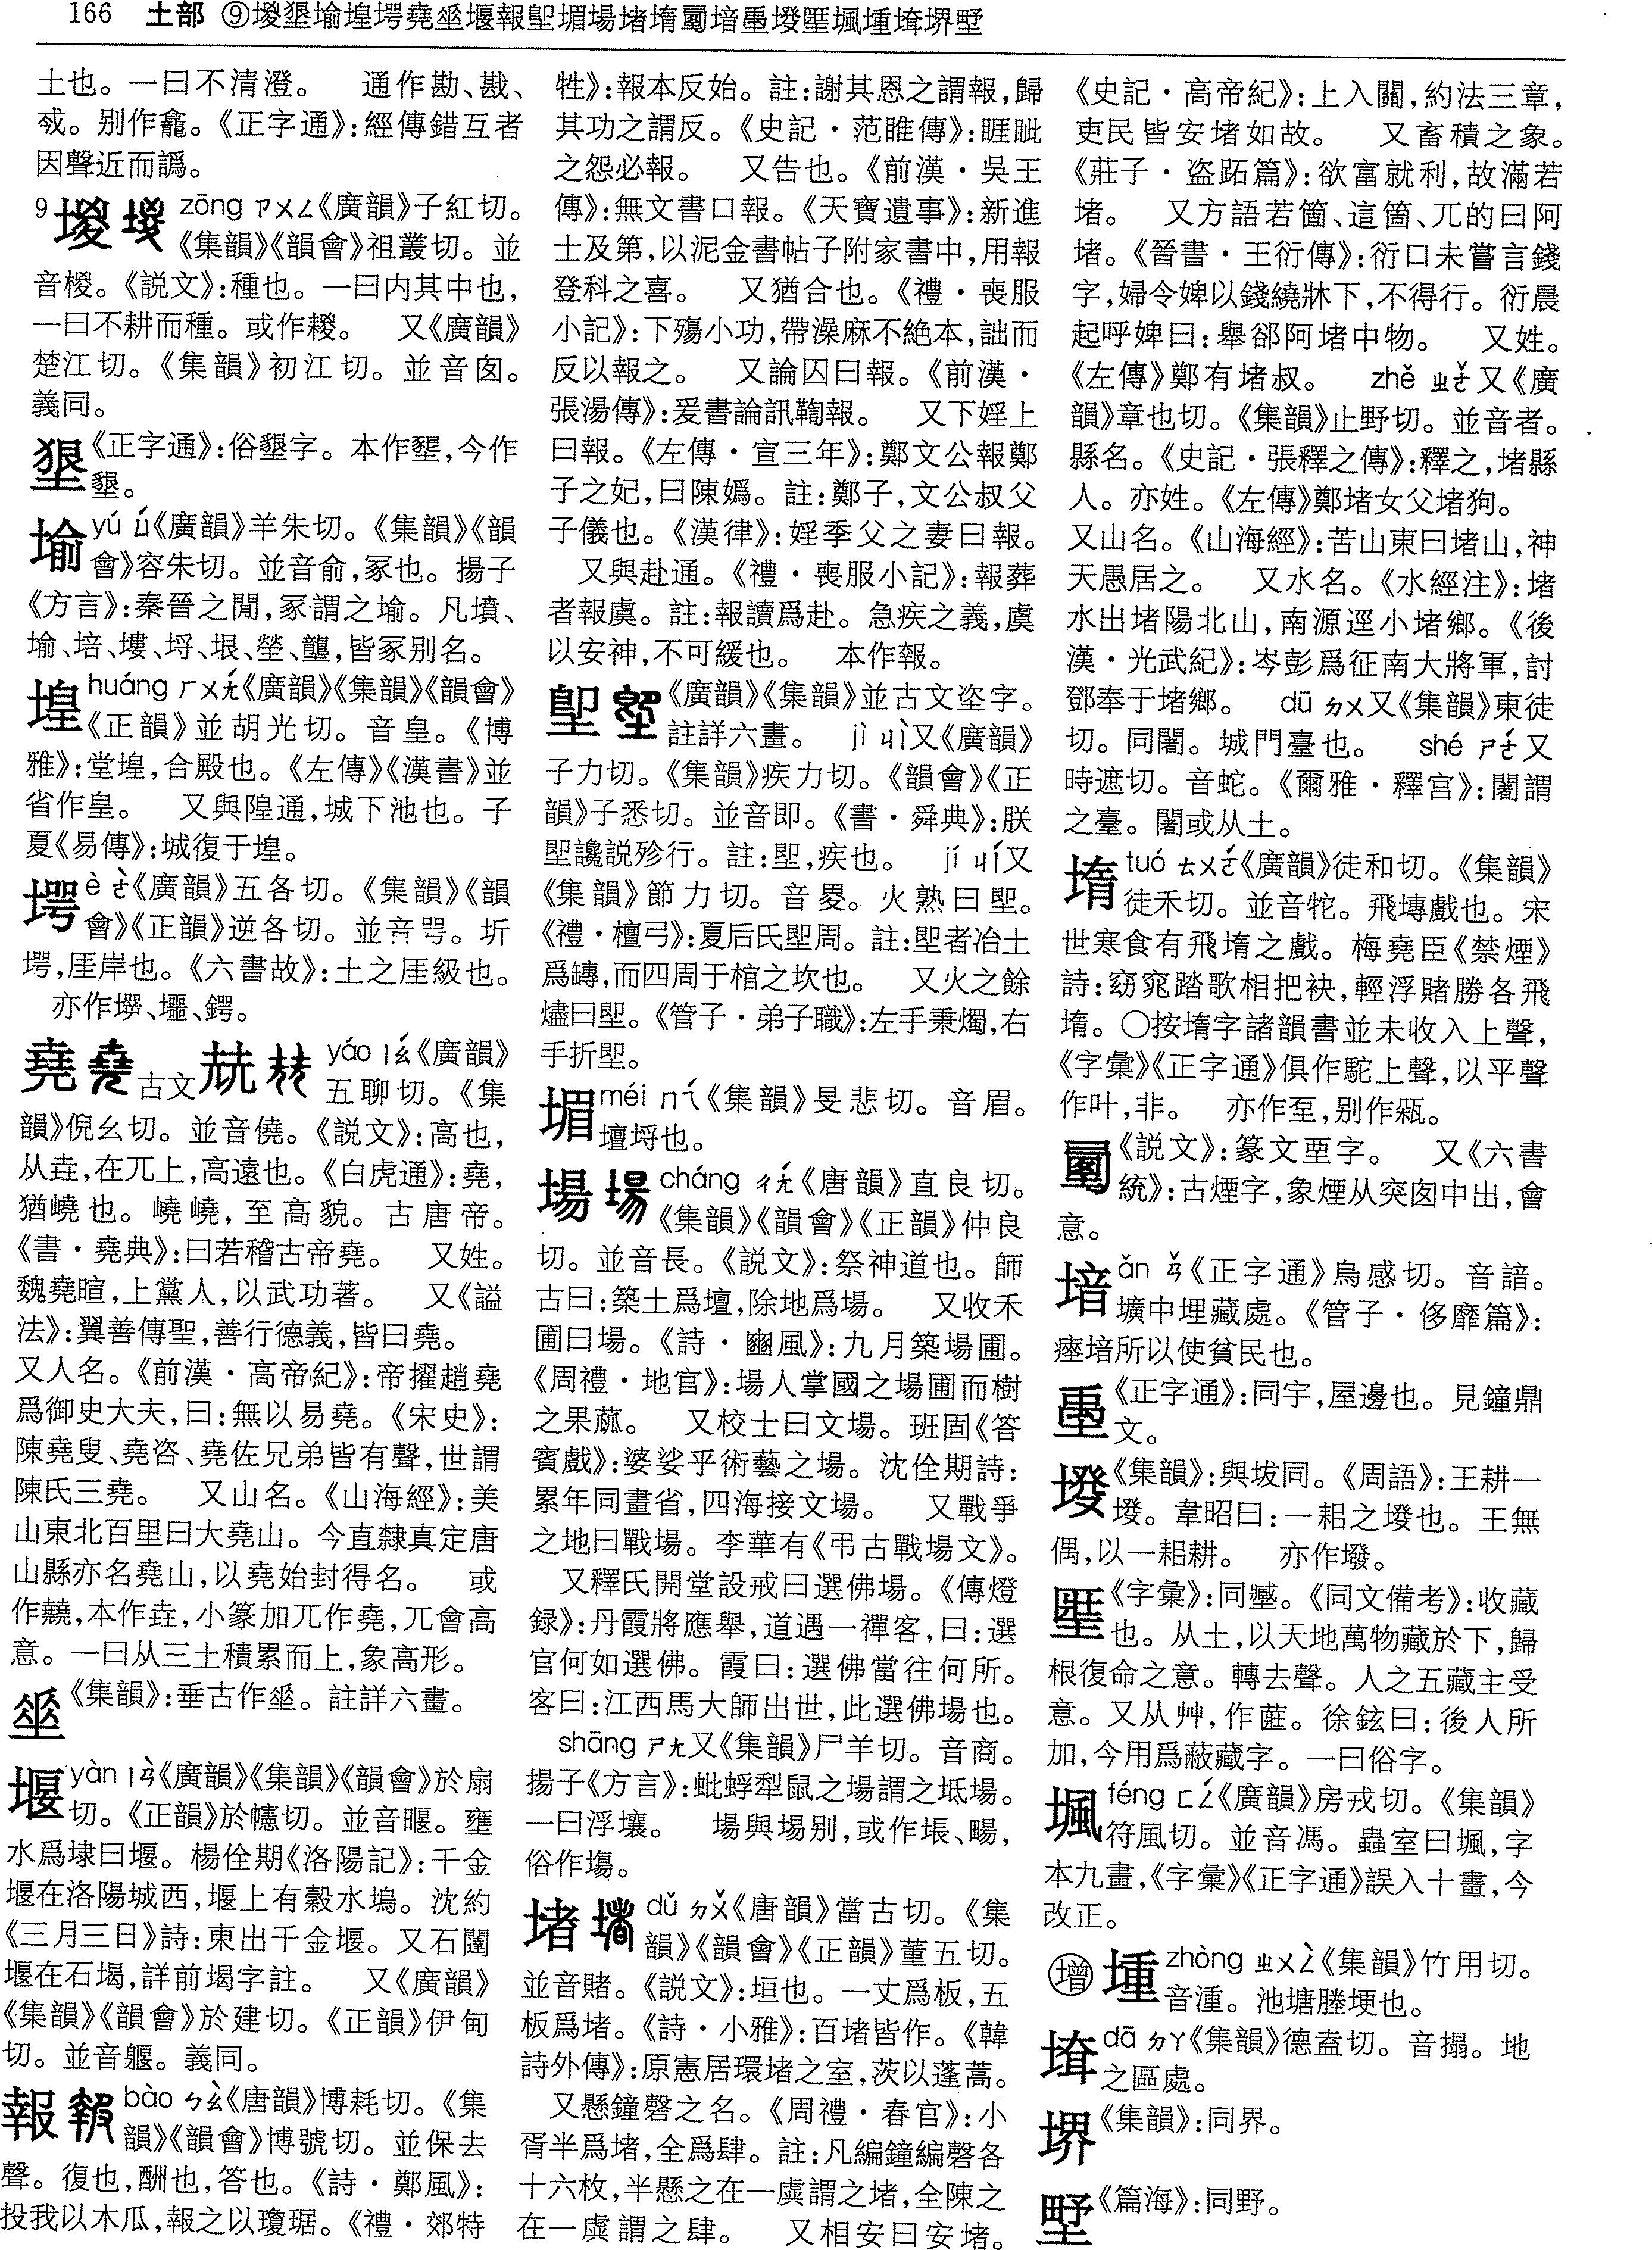 166 土部 ⑨堫墾堬堭堮堯埀堰報堲堳場堵墮𡎤培𡍰墢𡎙堸堹埯堺墅
土也。一曰不清澄。 通作勘、戡、
戗。别作龕。《正字通》:經傳錯互者
因聲近而譌。
9 堫 zōng ㄗㄨㄥ《廣韻》子紅切。
《集韻》《韻會》祖叢切。並
音椶。《説文》:種也。一曰内其中也,
一曰不耕而種。或作糉。 又《廣韻》
楚江切。《集韻》初江切。並音囱。
義同。
《正字通》:俗墾字。本作壄,今作
墾。
堬 yú ㄩˊ《廣韻》羊朱切。《集韻》《韻
會》容朱切。並音俞,冢也。揚子
《方言》:秦晉之閒,冢謂之堬。凡墳、
堬、培、塿、埒、埌、塋、壟,皆冢别名。
堭 huáng ㄏㄨㄤˊ《廣韻》《集韻》《韻會》
《正韻》並胡光切。音皇。《博
雅》:堂堭,合殿也。《左傳》《漢書》並
省作皇。 又與隍通,城下池也。子
夏《易傳》:城復于堭。
堮 è ㄜˋ《廣韻》五各切。《集韻》《韻
會》《正韻》逆各切。並音咢。圻
堮,厓岸也。《六書故》:土之厓級也。
亦作㙾、堨、鍔。
堯 古文 yáo ㄧㄠˊ《廣韻》
五聊切。《集
韻》倪幺切。並音僥。《説文》:高也,
从垚,在兀上,高遠也。《白虎通》:堯,
猶嶢也。嶢嶢,至高貌。古唐帝。
《書·堯典》:曰若稽古帝堯。 又姓。
魏堯暄,上黨人,以武功著。 又《謚
法》:翼善傳聖,善行德義,皆曰堯。
又人名。《前漢·高帝紀》:帝擢趙堯
爲御史大夫,曰:無以易堯。《宋史》:
陳堯叟、堯咨、堯佐兄弟皆有聲,世謂
陳氏三堯。 又山名。《山海經》:美
山東北百里曰大堯山。今直隸真定唐
山縣亦名堯山,以堯始封得名。 或
作𡘲,本作垚,小篆加兀作堯,兀會高
意。一曰从三土積累而上,象高形。
《集韻》:垂古作埀。註詳六畫。
堰 yàn ㄧㄢˋ《廣韻》《集韻》《韻會》於扇
切。《正韻》於幰切。並音躽。壅
水爲埭曰堰。楊佺期《洛陽記》:千金
堰在洛陽城西,堰上有穀水塢。沈約
《三月三日》詩:東出千金堰。又石闥
堰在石堨,詳前堨字註。 又《廣韻》
《集韻》《韻會》於建切。《正韻》伊甸
切。並音躽。義同。
報 bào ㄅㄠˋ《唐韻》博耗切。《集
韻》《韻會》博號切。並保去
聲。復也,酬也,答也。《詩·鄭風》:
投我以木瓜,報之以瓊琚。《禮·郊特
牲》:報本反始。註:謝其恩之謂報,歸
其功之謂反。《史記·范雎傳》:睚眦
之怨必報。 又告也。《前漢·吳王
傳》:無文書口報。《天寶遺事》:新進
士及第,以泥金書帖子附家書中,用報
登科之喜。 又猶合也。《禮·喪服
小記》:下殤小功,帶澡麻不絶本,詘而
反以報之。 又論囚曰報。《前漢·
張湯傳》:爰書論訊鞫報。 又下婬上
曰報。《左傳·宣三年》:鄭文公報鄭
子之妃,曰陳嬀。註:鄭子,文公叔父
子儀也。《漢律》:婬季父之妻曰報。
又與赴通。《禮·喪服小記》:報葬
者報虞。註:報讀爲赴。急疾之義,虞
以安神,不可緩也。 本作報。
堲 《廣韻》《集韻》並古文垐字。
註詳六畫。 jì ㄐㄧˋ又《廣韻》
子力切。《集韻》疾力切。《韻會》《正
韻》子悉切。並音即。《書·舜典》:朕
堲讒説殄行。註:堲,疾也。 jí ㄐㄧˊ又
《集韻》節力切。音畟。火熟曰堲。
《禮·檀弓》:夏后氏堲周。註:堲者冶土
爲磚,而四周于棺之坎也。 又火之餘
燼曰堲。《管子·弟子職》:左手秉燭,右
手折堲。
堳 méi ㄇㄟˊ《集韻》旻悲切。音眉。
壇埒也。
場 cháng ㄔㄤˊ《唐韻》直良切。
《集韻》《韻會》《正韻》仲良
切。並音長。《説文》:祭神道也。師
古曰:築土爲壇,除地爲場。 又收禾
圃曰場。《詩·豳風》:九月築場圃。
《周禮·地官》:場人掌國之場圃而樹
之果蓏。 又校士曰文場。班固《答
賓戲》:婆娑乎術藝之場。沈佺期詩:
累年同畫省,四海接文場。 又戰爭
之地曰戰場。李華有《弔古戰場文》。
又釋氏開堂設戒曰選佛場。《傳燈
録》:丹霞將應舉,道遇一禪客,曰:選
官何如選佛。霞曰:選佛當往何所。
客曰:江西馬大師出世,此選佛場也。
shāng ㄕㄤ又《集韻》尸羊切。音商。
揚子《方言》:蚍蜉犁鼠之場謂之坻場。
一曰浮壤。 場與埸别,或作塲、畼,
俗作塲。
堵 dǔ ㄉㄨˇ《唐韻》當古切。《集
韻》《韻會》《正韻》董五切。
並音賭。《説文》:垣也。一丈爲板,五
板爲堵。《詩·小雅》:百堵皆作。《韓
詩外傳》:原憲居環堵之室,茨以蓬蒿。
又懸鐘磬之名。《周禮·春官》:小
胥半爲堵,全爲肆。註:凡編鐘編磬各
十六枚,半懸之在一虡謂之堵,全陳之
在一虡謂之肆。 又相安曰安堵。
《史記·高帝紀》:上入關,約法三章,
吏民皆安堵如故。 又畜積之象。
《莊子·盗跖篇》:欲富就利,故滿若
堵。 又方語若箇、這箇、兀的曰阿
堵。《晉書·王衍傳》:衍口未嘗言錢
字,婦令婢以錢繞牀下,不得行。衍晨
起呼婢曰:舉郤阿堵中物。 又姓。
《左傳》鄭有堵叔。 zhě ㄓㄜˇ又《廣
韻》章也切。《集韻》止野切。並音者。
縣名。《史記·張釋之傳》:釋之,堵縣
人。亦姓。《左傳》鄭堵女父堵狗。
又山名。《山海經》:苦山東曰堵山,神
天愚居之。 又水名。《水經注》:堵
水出堵陽北山,南源逕小堵鄉。《後
漢·光武紀》:岑彭爲征南大將軍,討
鄧奉于堵鄉。 dū ㄉㄨ又《集韻》東徒
切。同闍。城門臺也。 shé ㄕㄜˊ又
時遮切。音蛇。《爾雅·釋宫》:闍謂
之臺。闍或从土。
tuó ㄊㄨㄛˊ《廣韻》徒和切。《集韻》
徒禾切。並音牤。飛塼戲也。宋
世寒食有飛堶之戲。梅堯臣《禁煙》
詩:窈窕踏歌相把袂,輕浮賭勝各飛
堶。〇按堶字諸韻書並未收入上聲,
《字彙》《正字通》俱作駝上聲,以平聲
作叶,非。 亦作坙,别作䂳。
《説文》:篆文垔字。 又《六書
統》:古煙字,象煙从突囱中出,會
意。
ǎn ㄢˇ《正字通》烏感切。音諳。
壙中埋藏處。《管子·侈靡篇》:
瘞堷所以使貧民也。
《正字通》:同宇,屋邊也。見鐘鼎
文。
《集韻》:與坺同。《周語》:王耕一
墢。韋昭曰:一耜之墢也。王無
偶,以一耜耕。 亦作墢。
《字彙》:同壓。《同文備考》:收藏
也。从土,以天地萬物藏於下,歸
根復命之意。轉去聲。人之五藏主受
意。又从艸,作蓙。徐鉉曰:後人所
加,今用爲蔽藏字。一曰俗字。
堸 féng ㄈㄥˊ《廣韻》房戎切。《集韻》
符風切。並音馮。蟲室曰堸,字
本九畫,《字彙》《正字通》誤入十畫,今
改正。
增 堹 zhòng ㄓㄨㄥˋ《集韻》竹用切。
音湩。池塘塍埂也。
dā ㄉㄚ《集韻》德盍切。音搨。地
之區處。
堺 《集韻》:同界。
《篇海》:同野。